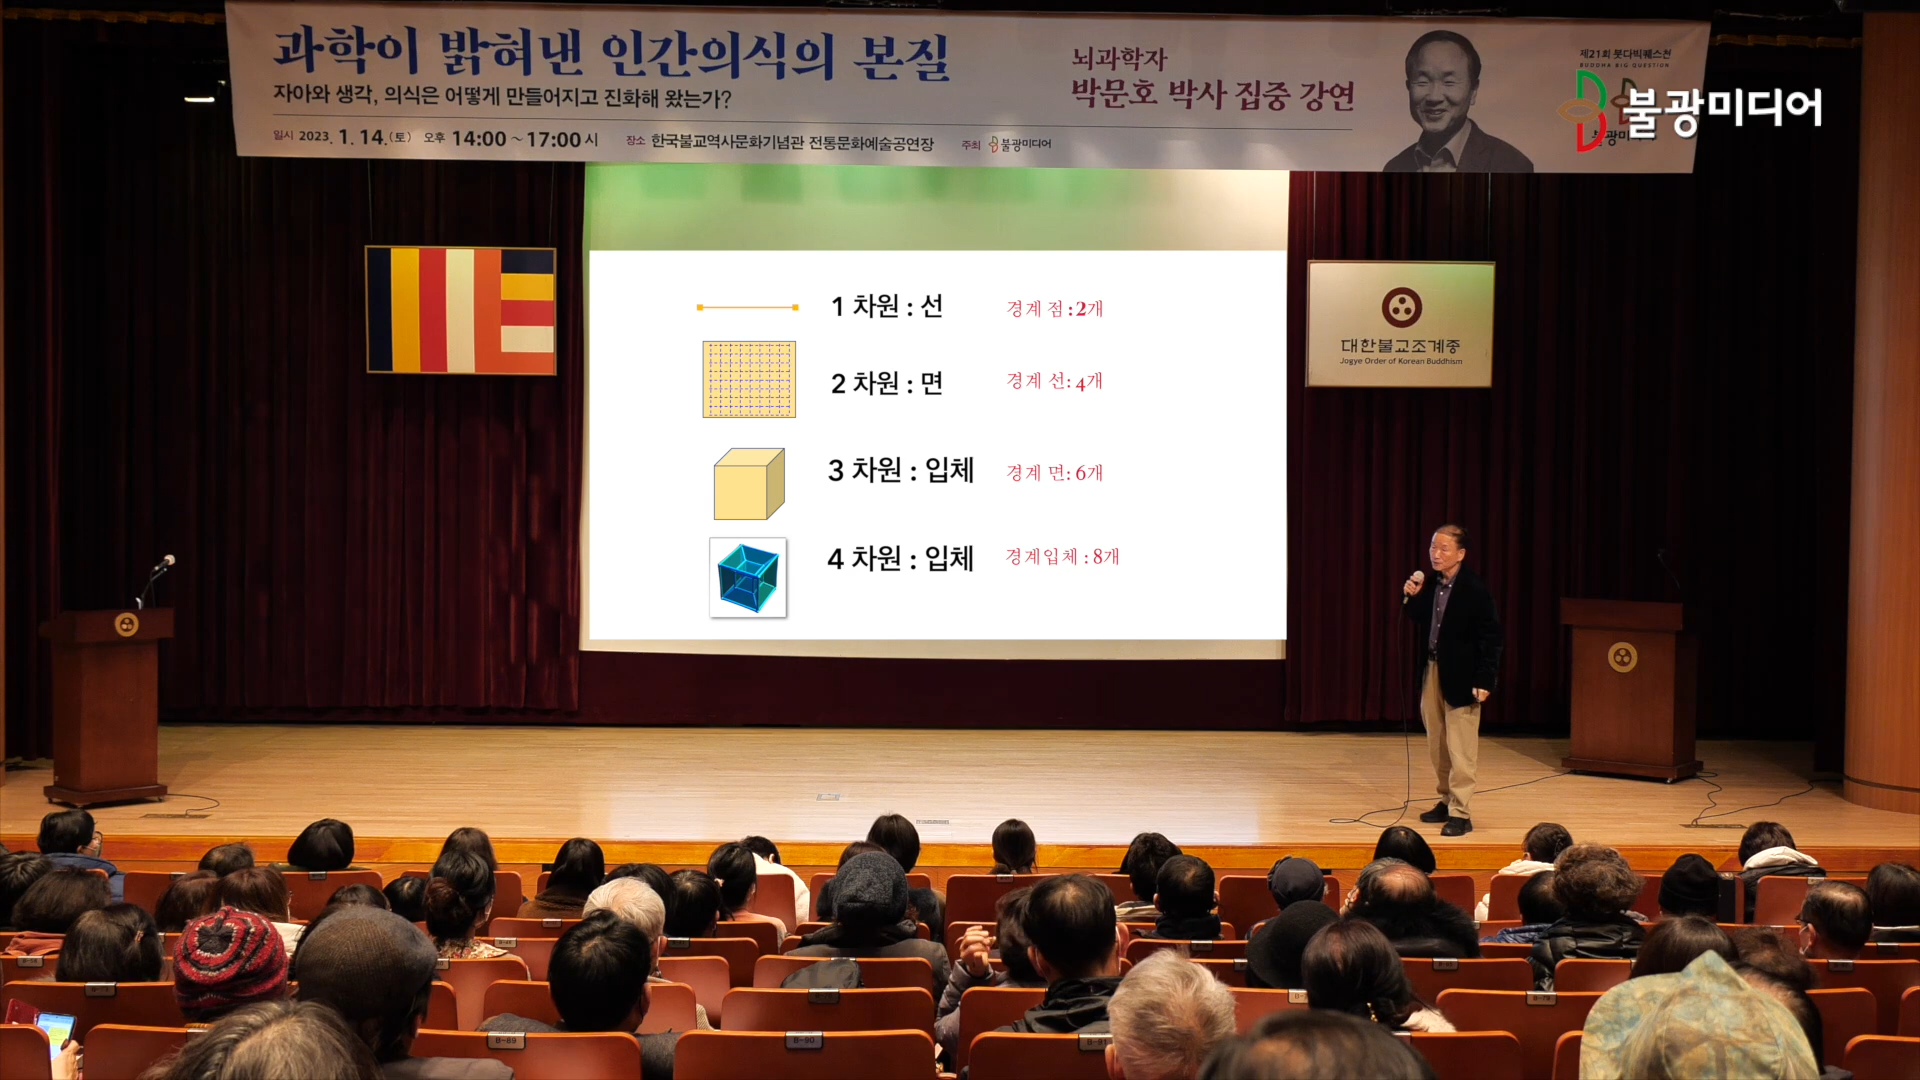 과학이 밝혀낸 인간의식의 본질
자아와 생각, 의식은 어떻게 만들어지고 진화해 왔는가?
일시 2023. 1. 14.(토) 오후 14:00 ~ 17:00 시 장소 한국불교역사문화기념관 전통문화예술공연장 주최 불광미디어
뇌과학자
박문호 박사 집중 강연
제21회 붓다빅퀘스천
BUDDHA BIG QUESTION
불광미디어
1 차원 : 선 경계 점 : 2개
2 차원 : 면 경계 선: 4개
3 차원 : 입체 경계 면: 6개
4 차원 : 입체 경계입체 : 8개
대한불교조계종
Jogye Order of Korean Buddhism
B-89
B-90
B-91
B-79